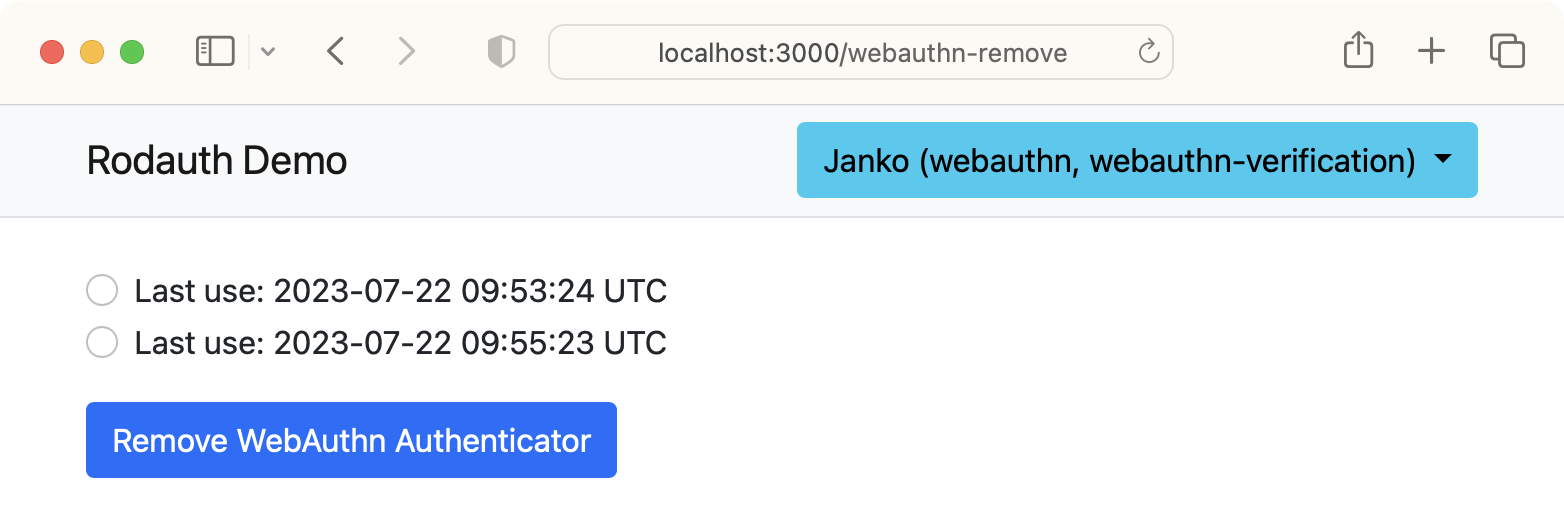 localhost:3000/webauthn-remove
Rodauth Demo
Janko (webauthn, webauthn-verification)
Last use: 2023-07-22 09:53:24 UTC
Last use: 2023-07-22 09:55:23 UTC
Remove WebAuthn Authenticator